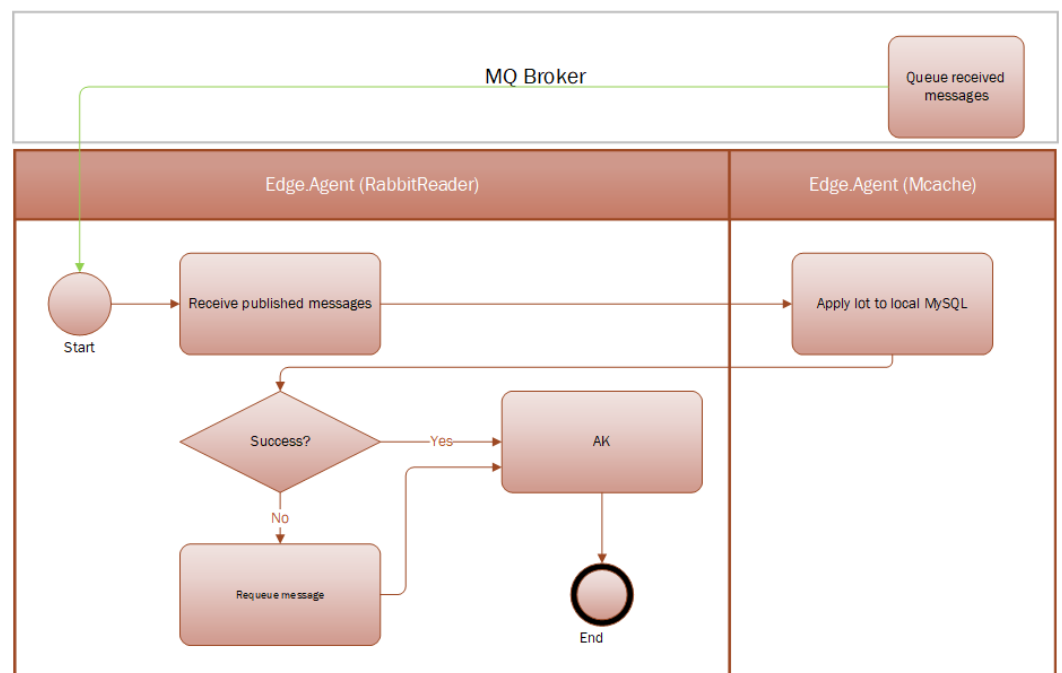 MQ Broker
Queue received
messages
Edge.Agent (RabbitReader)
Edge.Agent (Mcache)
Receive published messages
Apply lot to local MySQL
Start
Success?
Yes
AK
No
Requeue message
End